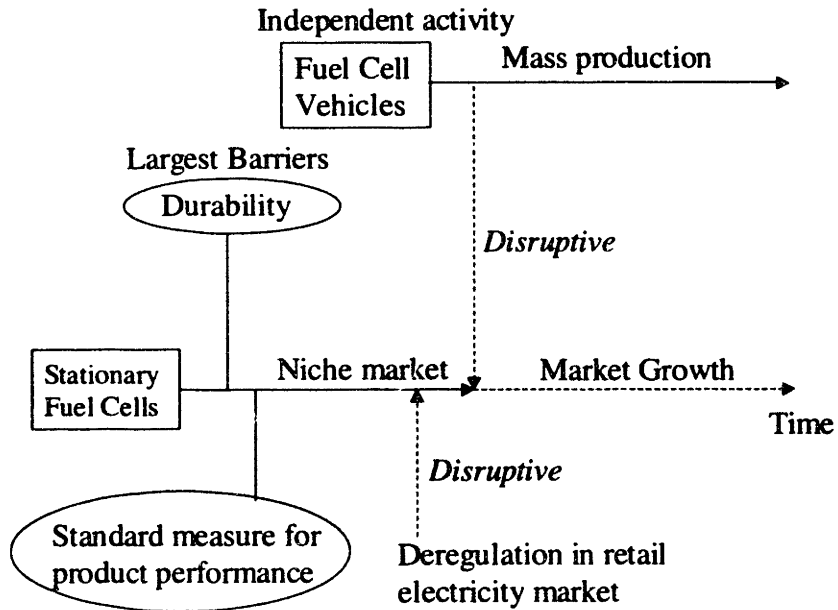 Independent activity
Fuel Cell
Vehicles
Mass production
Largest Barriers
Durability
Disruptive
Stationary
Fuel Cells
Niche market
Market Growth
Time
Disruptive
Standard measure for
product performance
Deregulation in retail
electricity market